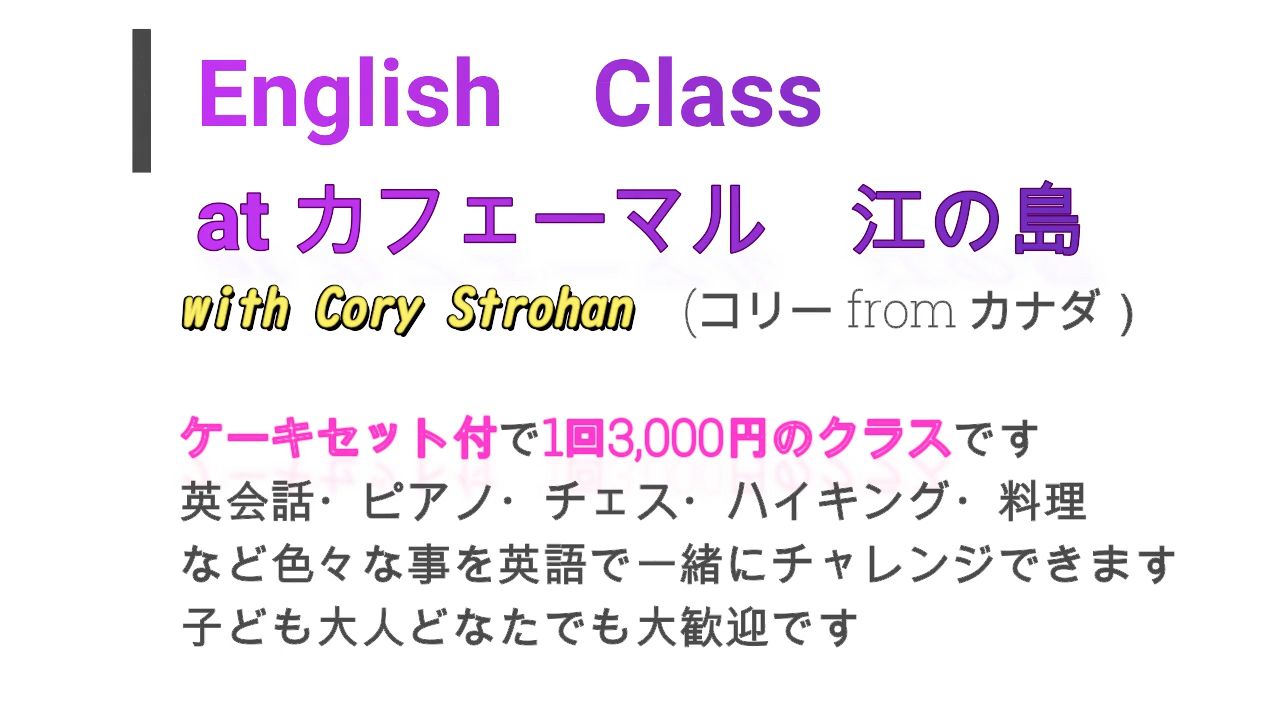 English　Class
at カフェーマル　江の島
with Cory Strohan　(コリー from カナダ )
ケーキセット付で1回3,000円のクラスです
英会話・ピアノ・チェス・ハイキング・料理
など色々な事を英語で一緒にチャレンジできます
子ども大人どなたでも大歓迎です